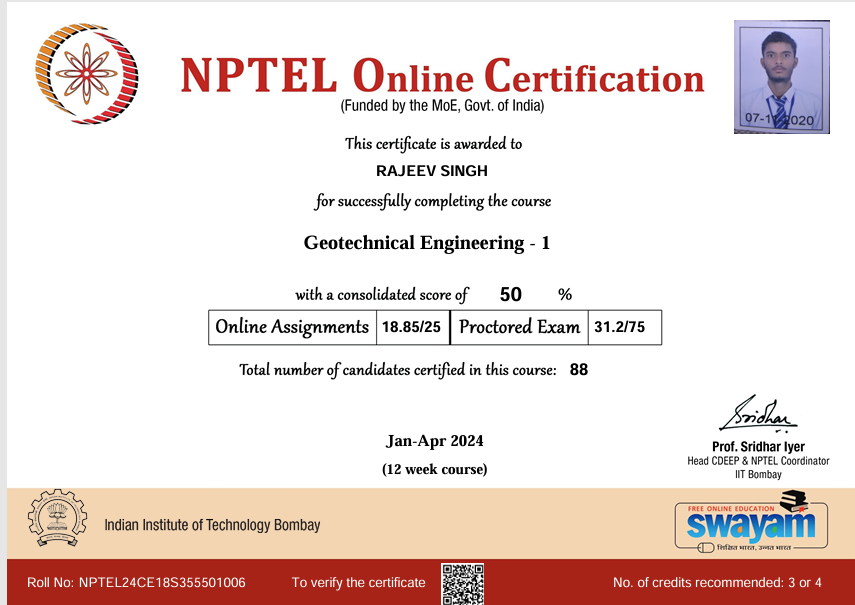 NPTEL Online Certification
(Funded by the MoE, Govt. of India)
07-11-2020
This certificate is awarded to
RAJEEV SINGH
for successfully completing the course
Geotechnical Engineering - 1
with a consolidated score of 50 %
Online Assignments 18.85/25 Proctored Exam 31.2/75
Total number of candidates certified in this course: 88
Sridhar
Jan-Apr 2024
(12 week course)
Prof. Sridhar Iyer
Head CDEEP & NPTEL Coordinator
IIT Bombay
Indian Institute of Technology Bombay
FREE ONLINE EDUCATION
swayam
शिक्षित भारत, उन्नत भारत
Roll No: NPTEL24CE18S355501006 To verify the certificate No. of credits recommended: 3 or 4